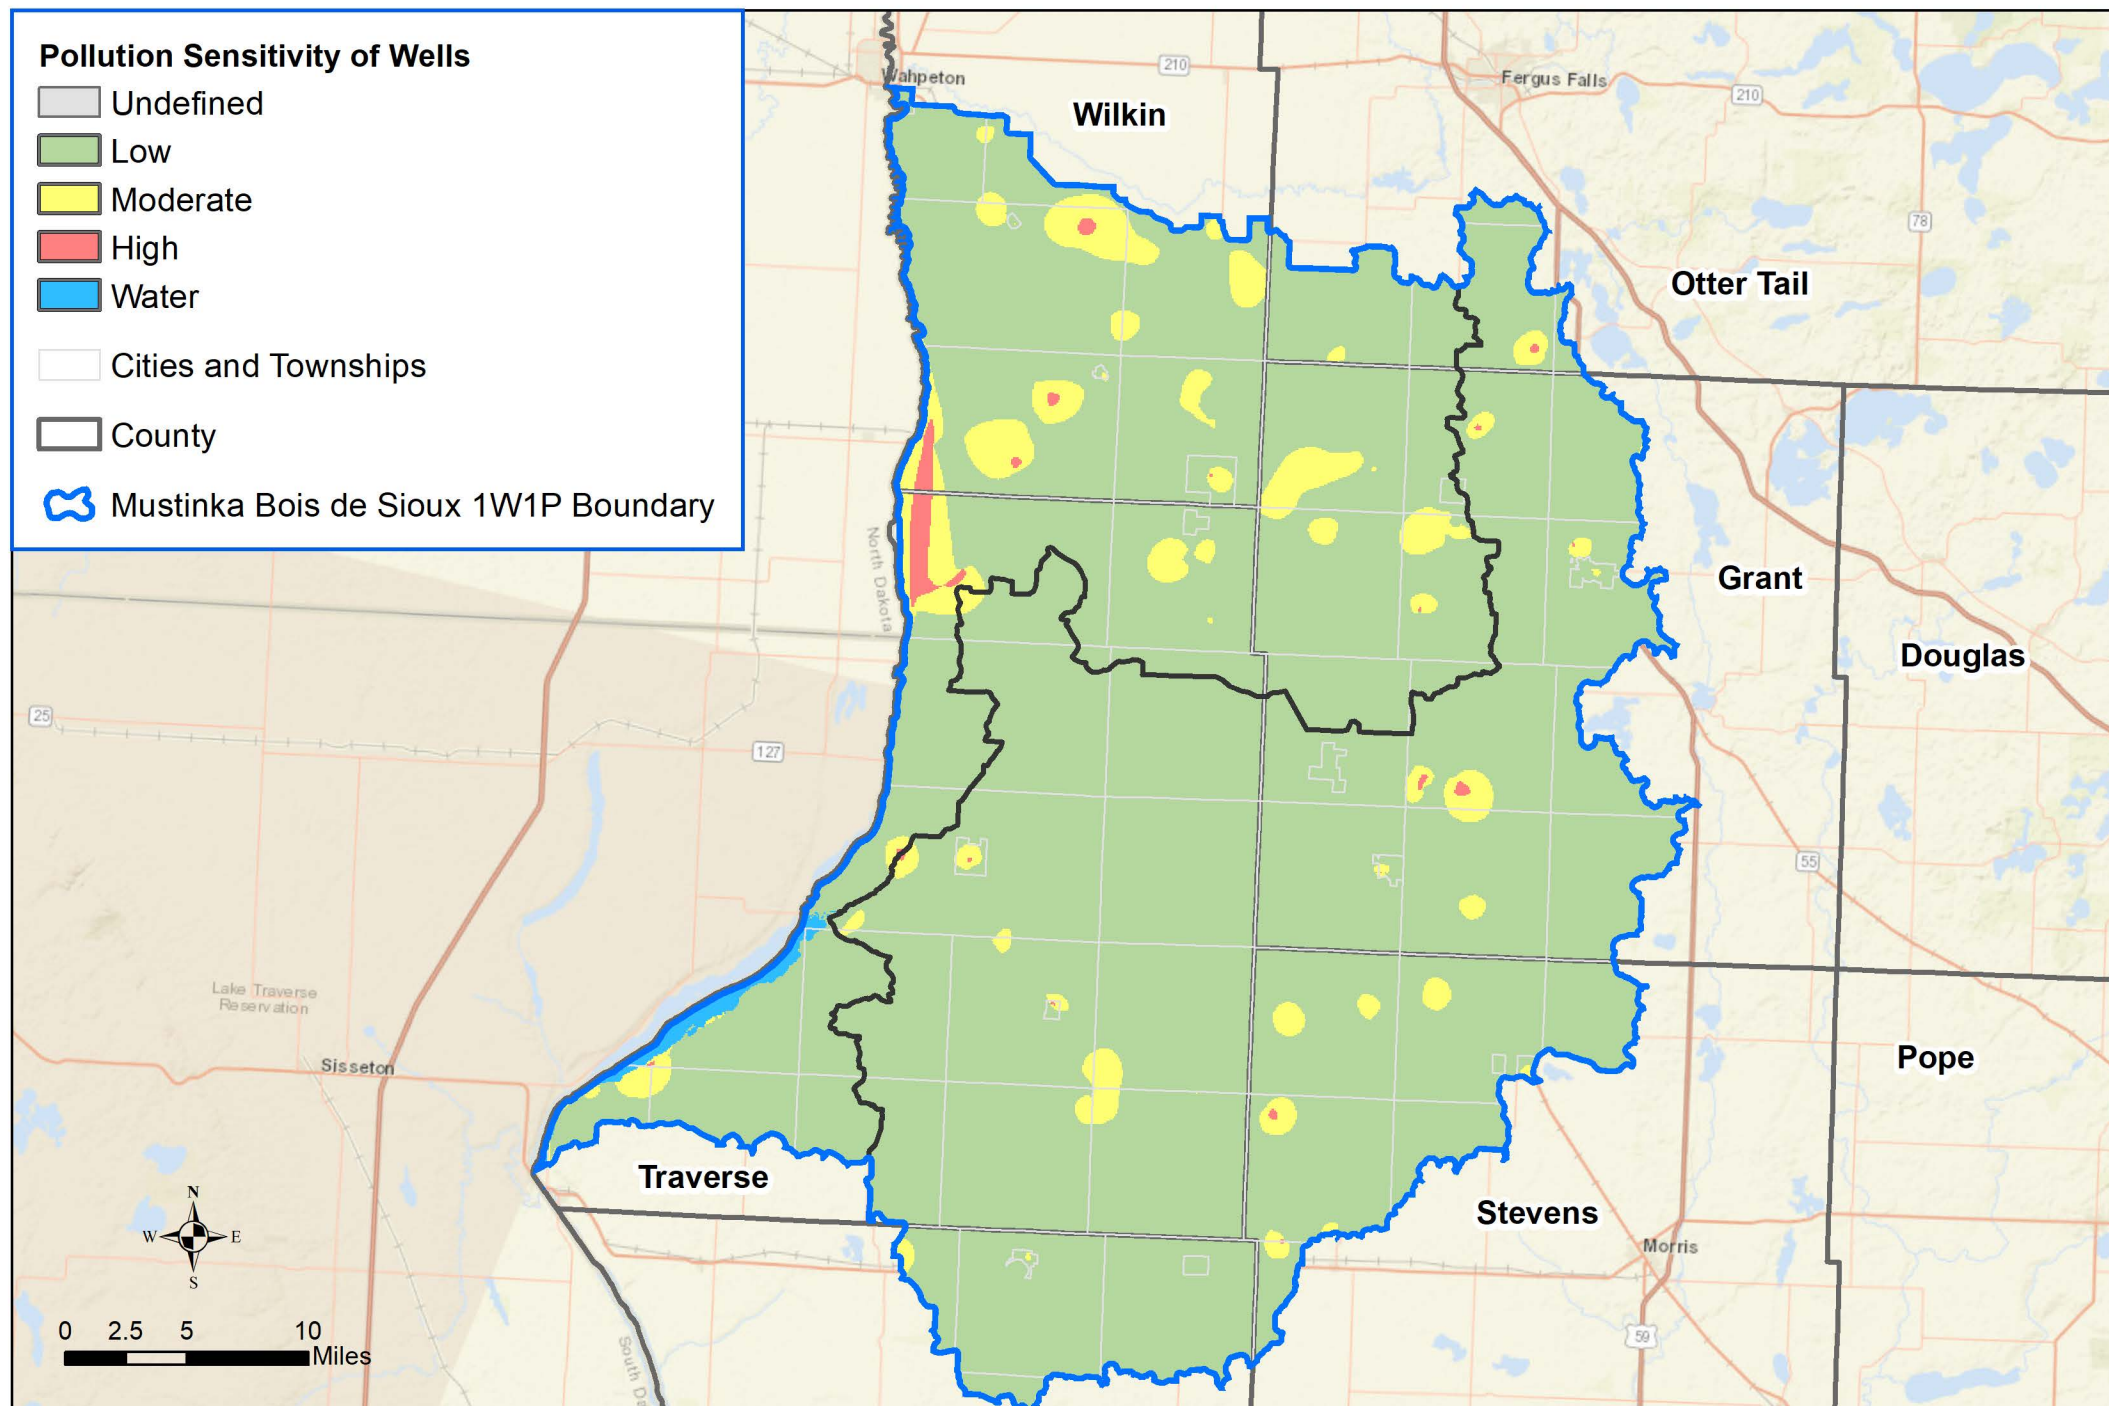 Pollution Sensitivity of Wells
Undefined
Low
Moderate
High
Water
Cities and Townships
County
Mustinka Bois de Sioux 1W1P Boundary
Wahpeton
210
Wilkin
Fergus Falls
210
78
Otter Tail
North Dakota
Grant
Douglas
25
127
55
Lake Traverse
Reservation
Sisseton
Pope
Traverse
Stevens
Morris
N
W
E
S
0 2.5 5 10
Miles
59
South Da